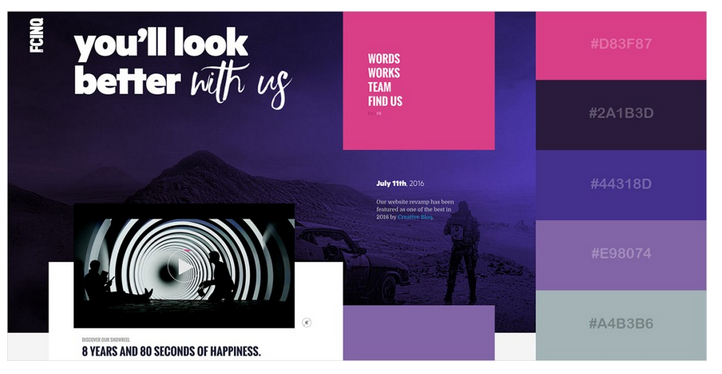 FCINQ
you'll look
better with us
WORDS
WORKS
TEAM
FIND US
July 11th, 2016
Our website revamp has been
featured as one of the best in
2016 by Creative Bloq.
DISCOVER OUR SHOWREEL
8 YEARS AND 80 SECONDS OF HAPPINESS.
#D83F87
#2A1B3D
#44318D
#E98074
#A4B3B6